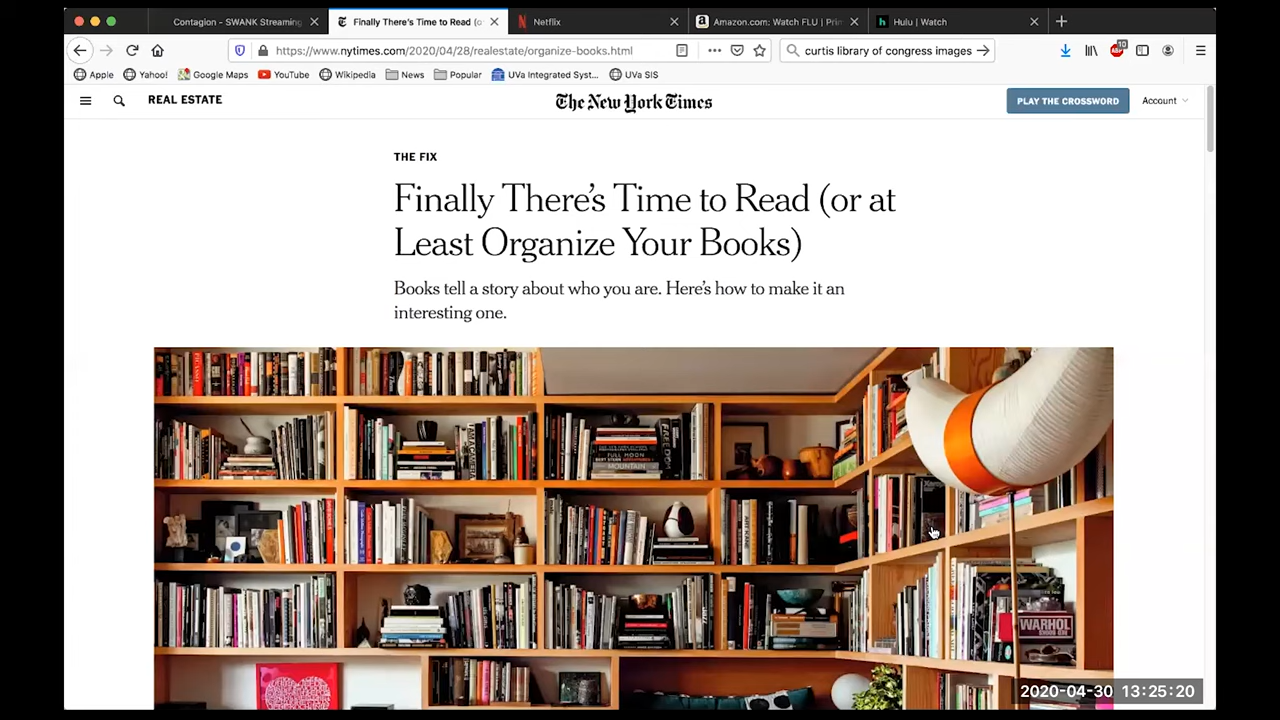 Contagion - SWANK Streaming
Finally There's Time to Read (o
Netflix
Amazon.com: Watch FLU | Prim
Hulu | Watch
https://www.nytimes.com/2020/04/28/realestate/organize-books.html
curtis library of congress images
10
Apple
Yahoo!
Google Maps
YouTube
Wikipedia
News
Popular
UVa Integrated Syst...
UVa SIS
REAL ESTATE
The New York Times
PLAY THE CROSSWORD
Account
THE FIX
Finally There's Time to Read (or at
Least Organize Your Books)
Books tell a story about who you are. Here's how to make it an
interesting one.
FULL MOON
MOUNTAIN
WARHOL
2020-04-30 13:25:20